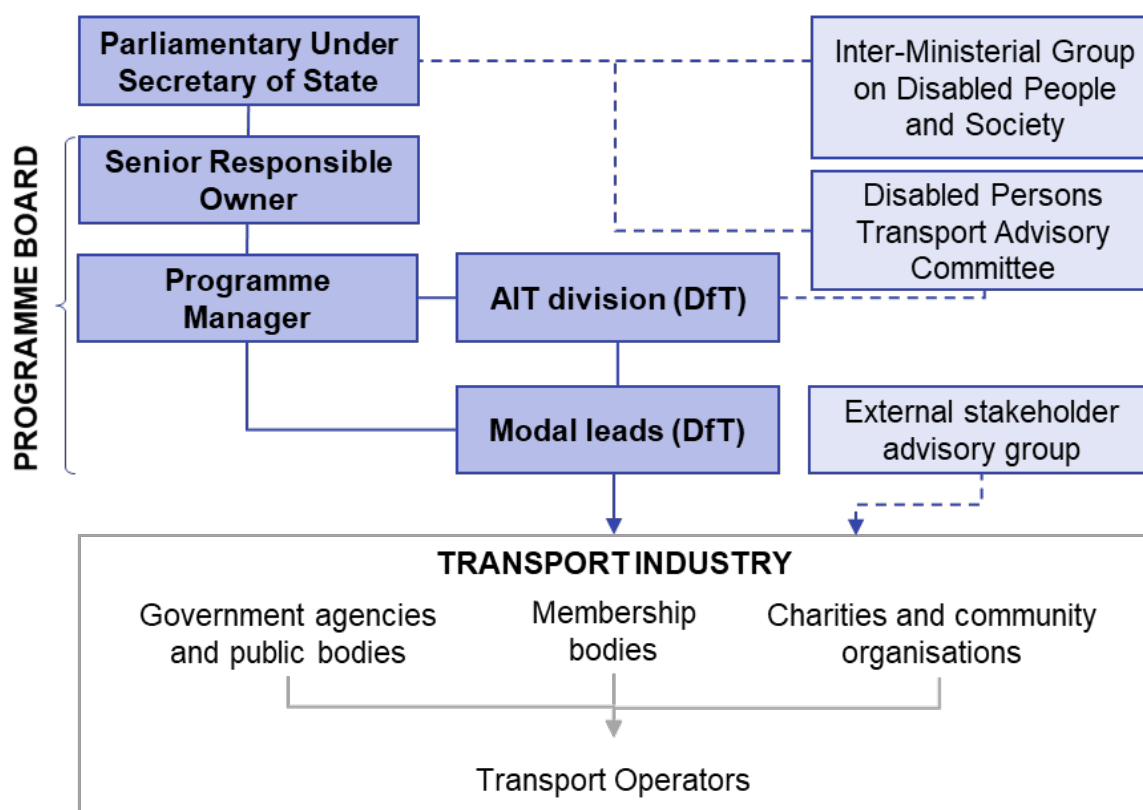 Parliamentary Under
Secretary of State
Inter-Ministerial Group
on Disabled People
and Society
PROGRAMME BOARD
Senior Responsible
Owner
Disabled Persons
Transport Advisory
Committee
Programme
Manager
AIT division (DfT)
Modal leads (DfT)
External stakeholder
advisory group
TRANSPORT INDUSTRY
Government agencies
and public bodies
Membership
bodies
Charities and community
organisations
Transport Operators